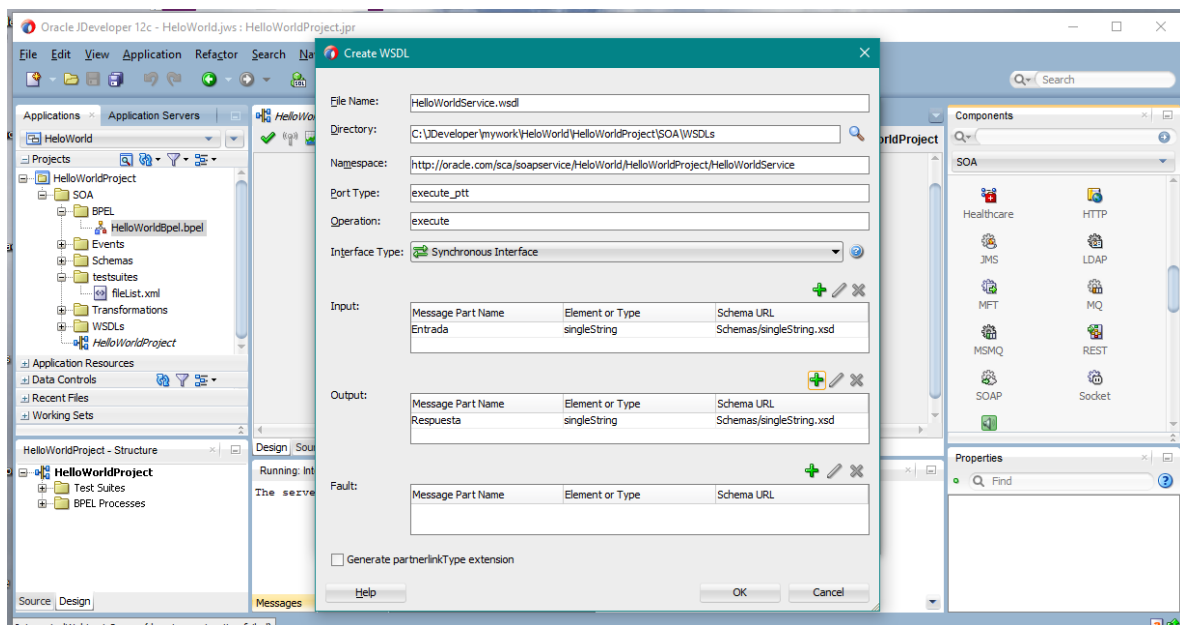 Oracle JDeveloper 12c - HeloWorld.jws : HelloWorldProject.jpr
File Edit View Application Refactor Search Na
Search
Applications Application Servers
HeloWorld
Projects
HelloWorldProject
SOA
BPEL
HelloWorldBpel.bpel
Events
Schemas
testsuites
fileList.xml
Transformations
WSDLs
HelloWorldProject
Application Resources
Data Controls
Recent Files
Working Sets
HelloWorldProject - Structure
HelloWorldProject
Test Suites
BPEL Processes
Source Design
HelloWo
Design Sour
Running: Int
The serve
Messages
Create WSDL
File Name: HelloWorldService.wsdl
Directory: C:\JDeveloper\mywork\HeloWorld\HelloWorldProject\SOA\WSDLs
Namespace: http://oracle.com/sca/soapservice/HeloWorld/HelloWorldProject/HelloWorldService
Port Type: execute_ptt
Operation: execute
Interface Type: Synchronous Interface
Input:
Message Part Name Element or Type Schema URL
Entrada singleString Schemas/singleString.xsd
Output:
Message Part Name Element or Type Schema URL
Respuesta singleString Schemas/singleString.xsd
Fault:
Message Part Name Element or Type Schema URL
Generate partnerlinkType extension
Help OK Cancel
rldProject
Components
SOA
Healthcare HTTP
JMS LDAP
MFT MQ
MSMQ REST
SOAP Socket
Properties
Find